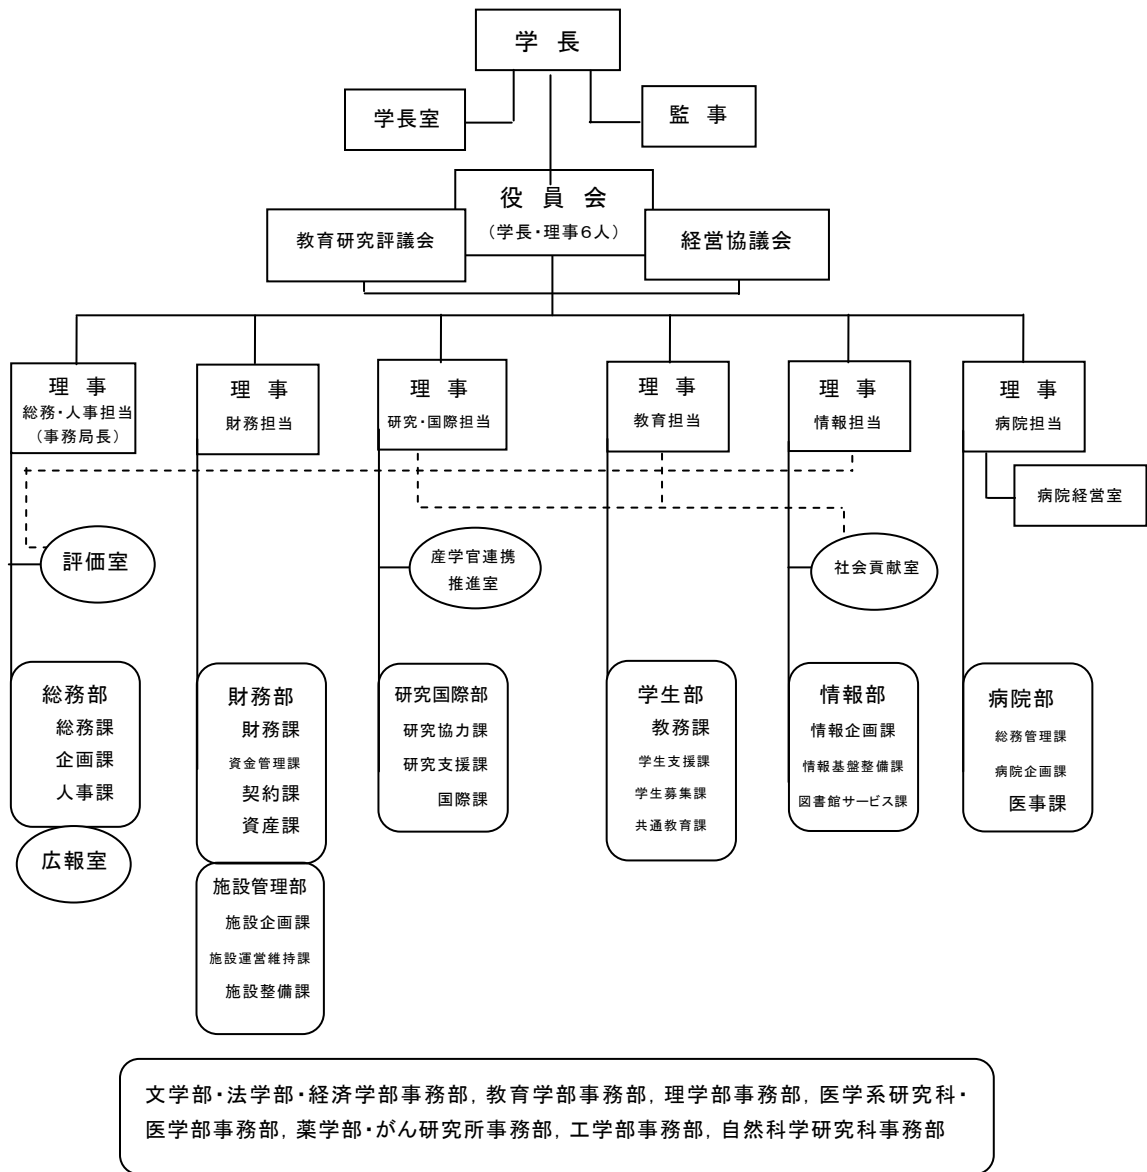 学 長
学長室
監 事
役 員 会
（学長・理事６人）
教育研究評議会
経営協議会
理 事
総務・人事担当
（事務局長）
理 事
財務担当
理 事
研究・国際担当
理 事
教育担当
理 事
情報担当
理 事
病院担当
病院経営室
評価室
産学官連携
推進室
社会貢献室
総務部
総務課
企画課
人事課
広報室
財務部
財務課
資金管理課
契約課
資産課
施設管理部
施設企画課
施設運営維持課
施設整備課
研究国際部
研究協力課
研究支援課
国際課
学生部
教務課
学生支援課
学生募集課
共通教育課
情報部
情報企画課
情報基盤整備課
図書館サービス課
病院部
総務管理課
病院企画課
医事課
文学部・法学部・経済学部事務部, 教育学部事務部, 理学部事務部, 医学系研究科・
医学部事務部, 薬学部・がん研究所事務部, 工学部事務部, 自然科学研究科事務部